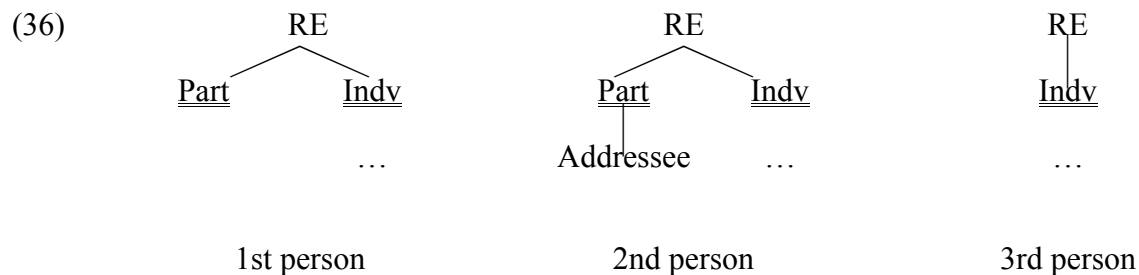 (36) RE RE RE
Part Indv Part Indv Indv
… Addressee … …
1st person 2nd person 3rd person